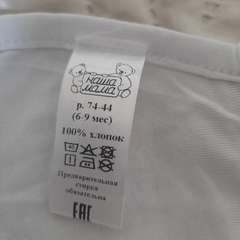 наша
мама
р. 74-44
(6-9 мес)
100% хлопок
Предварительная
стирка
обязательна
EAC